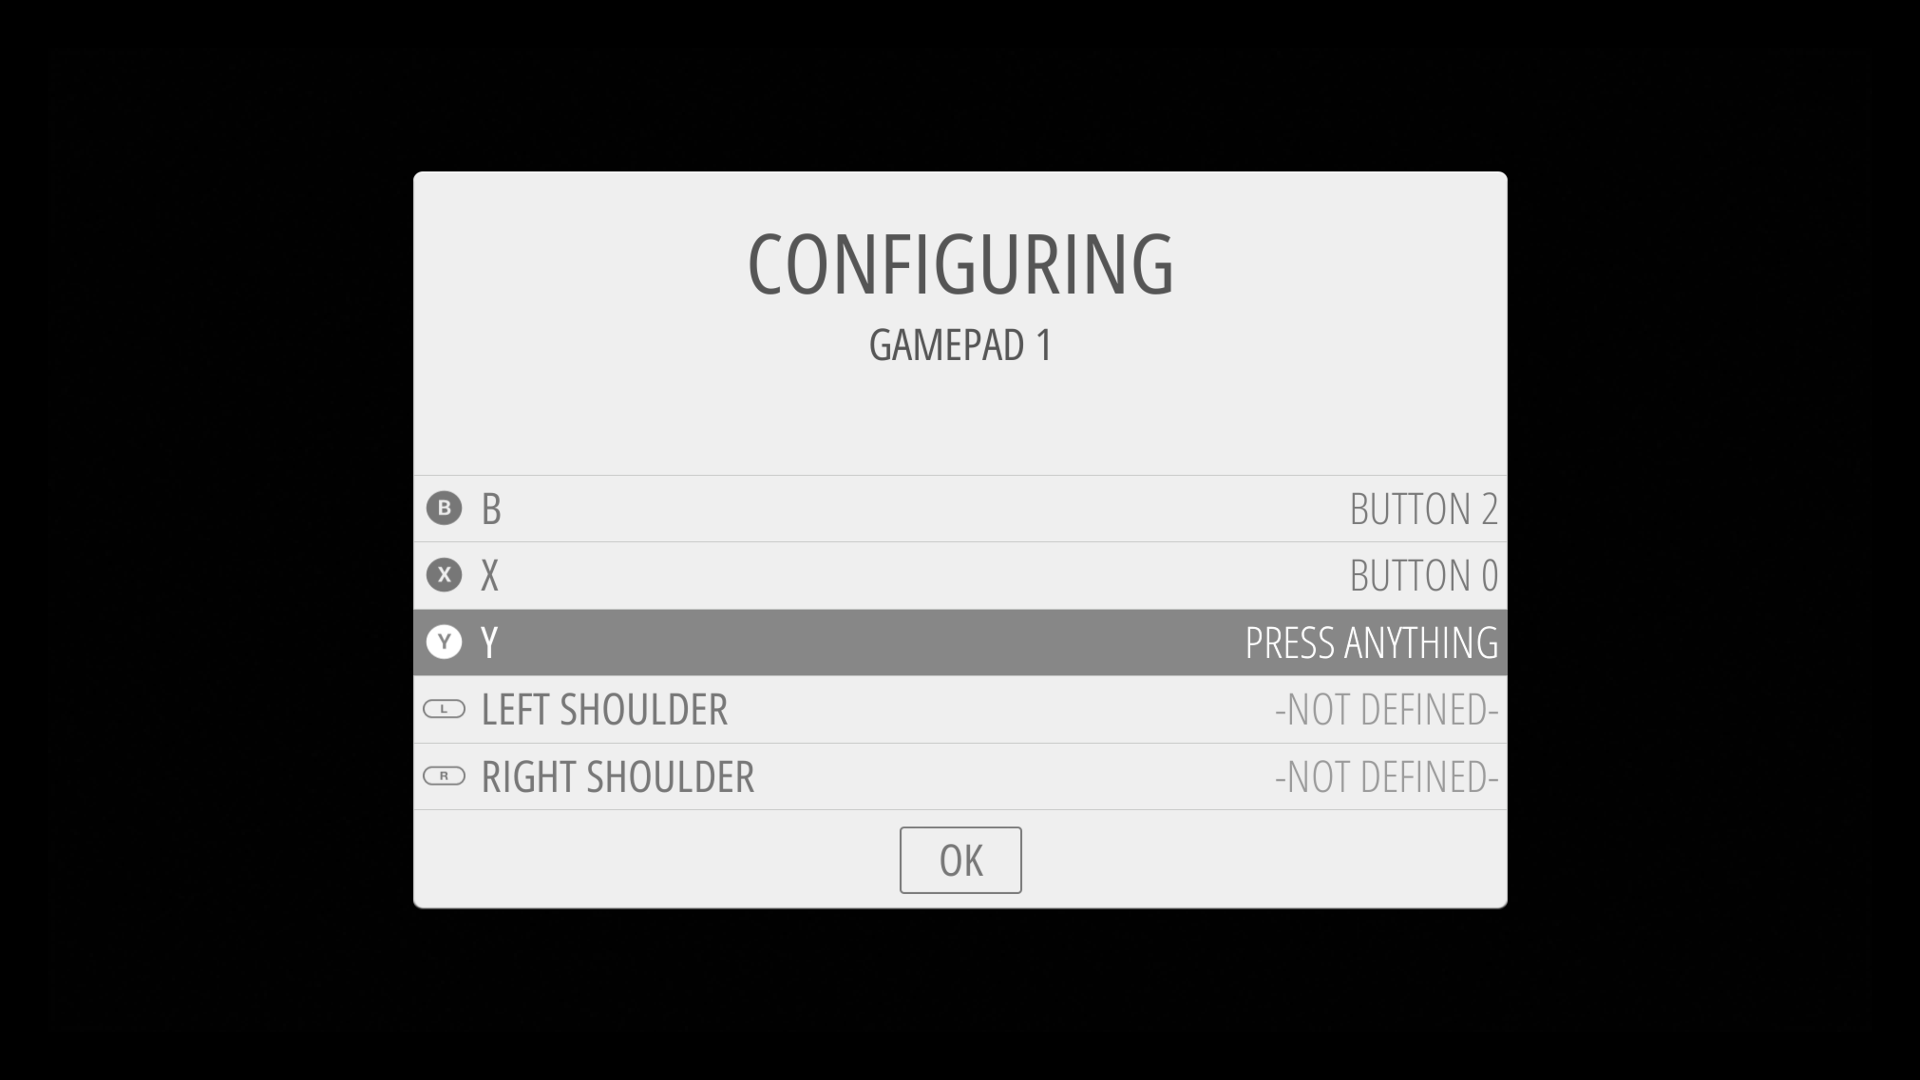 CONFIGURING
GAMEPAD 1
B B BUTTON 2
X X BUTTON 0
Y Y PRESS ANYTHING
L LEFT SHOULDER -NOT DEFINED-
R RIGHT SHOULDER -NOT DEFINED-
OK